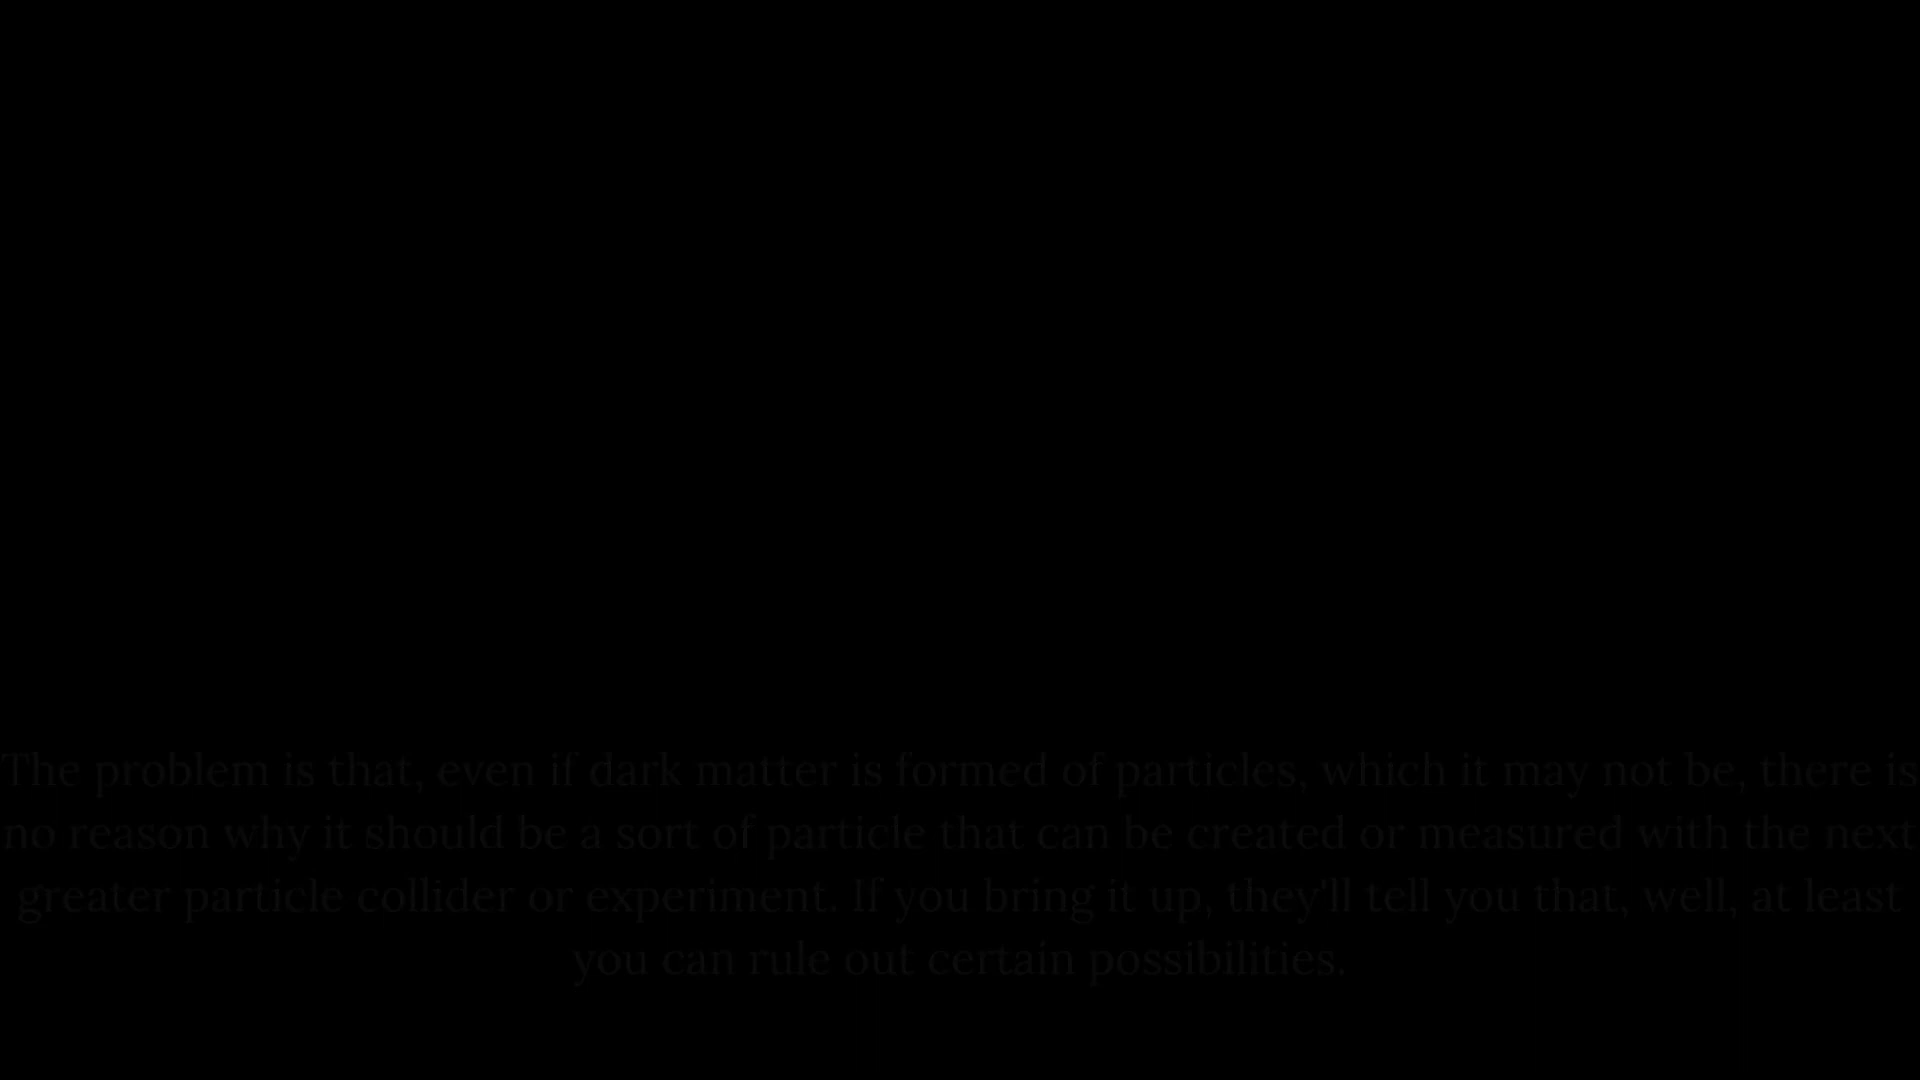 The problem is that, even if dark matter is formed of particles, which it may not be, there is
no reason why it should be a sort of particle that can be created or measured with the next
greater particle collider or experiment. If you bring it up, they'll tell you that, well, at least
you can rule out certain possibilities.